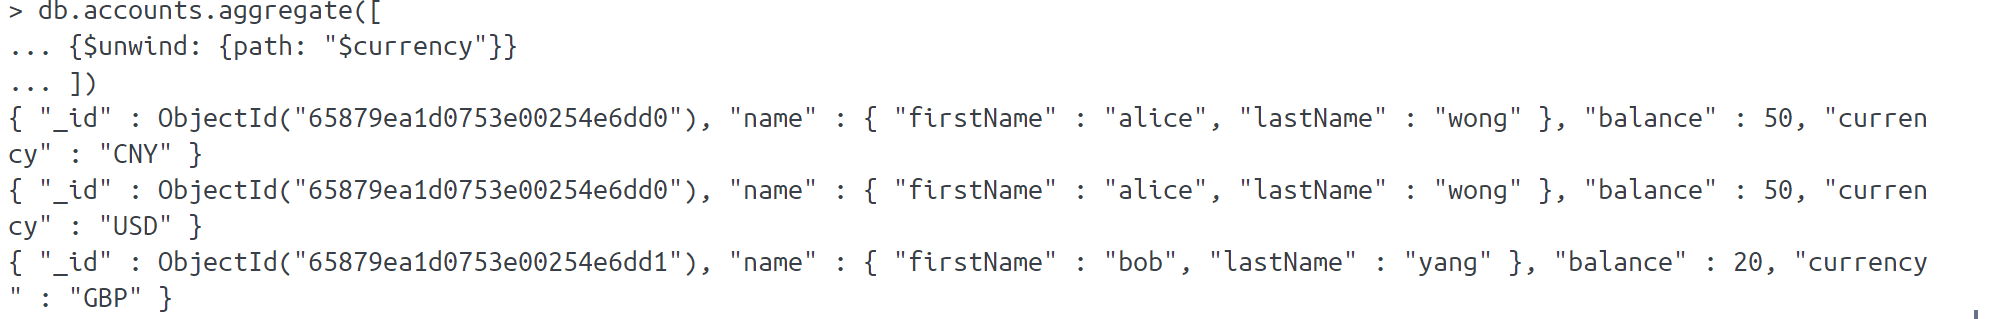 > db.accounts.aggregate([
... {$unwind: {path: "$currency"}}
... ])
{ "_id" : ObjectId("65879ea1d0753e00254e6dd0"), "name" : { "firstName" : "alice", "lastName" : "wong" }, "balance" : 50, "curren
cy" : "CNY" }
{ "_id" : ObjectId("65879ea1d0753e00254e6dd0"), "name" : { "firstName" : "alice", "lastName" : "wong" }, "balance" : 50, "curren
cy" : "USD" }
{ "_id" : ObjectId("65879ea1d0753e00254e6dd1"), "name" : { "firstName" : "bob", "lastName" : "yang" }, "balance" : 20, "currency
" : "GBP" }